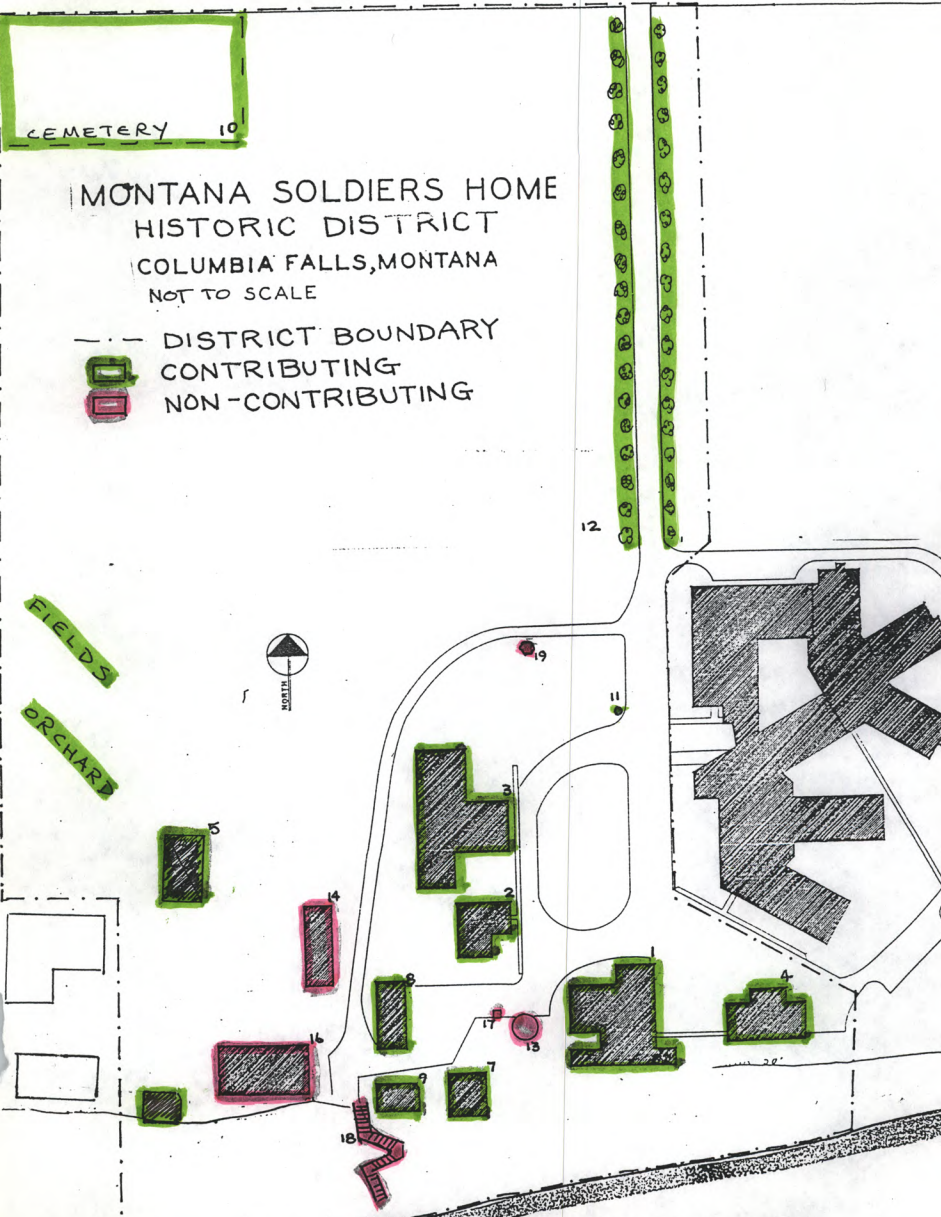 CEMETERY 10
MONTANA SOLDIERS HOME
HISTORIC DISTRICT
COLUMBIA FALLS, MONTANA
NOT TO SCALE
DISTRICT BOUNDARY
CONTRIBUTING
NON-CONTRIBUTING
12
FIELDS
19
NORTH
11
ORCHARD
3
5
2
14
1
8
4
17
13
16
9
7
18